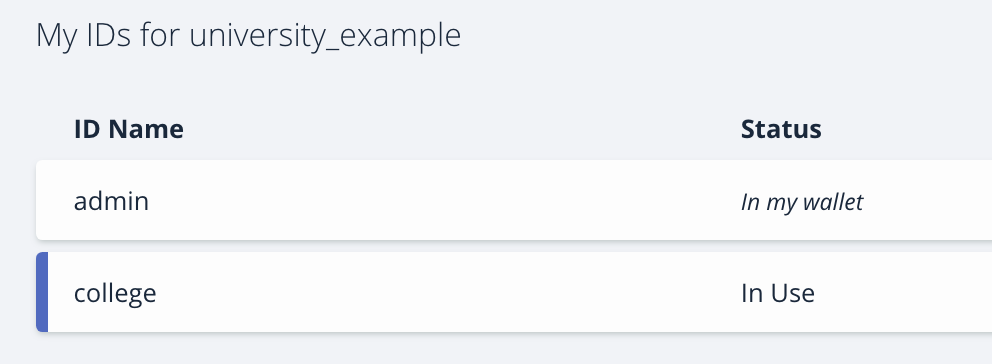 My IDs for university_example
ID Name Status
admin In my wallet
college In Use